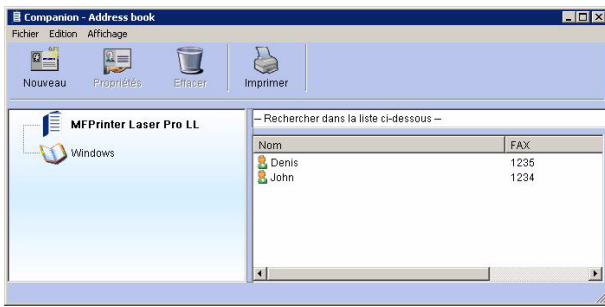 Companion - Address book
Fichier Edition Affichage
Nouveau Propriétés Effacer Imprimer
MFPrinter Laser Pro LL
Windows
-- Rechercher dans la liste ci-dessous --
Nom FAX
Denis 1235
John 1234